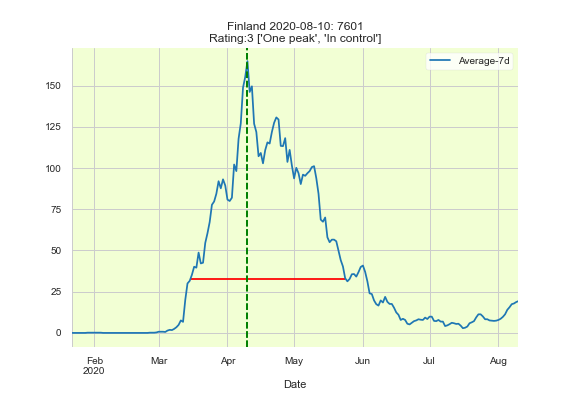 Finland 2020-08-10: 7601
Rating:3 ['One peak', 'In control']
Average-7d
150
125
100
75
50
25
0
Feb
2020
Mar
Apr
May
Jun
Jul
Aug
Date